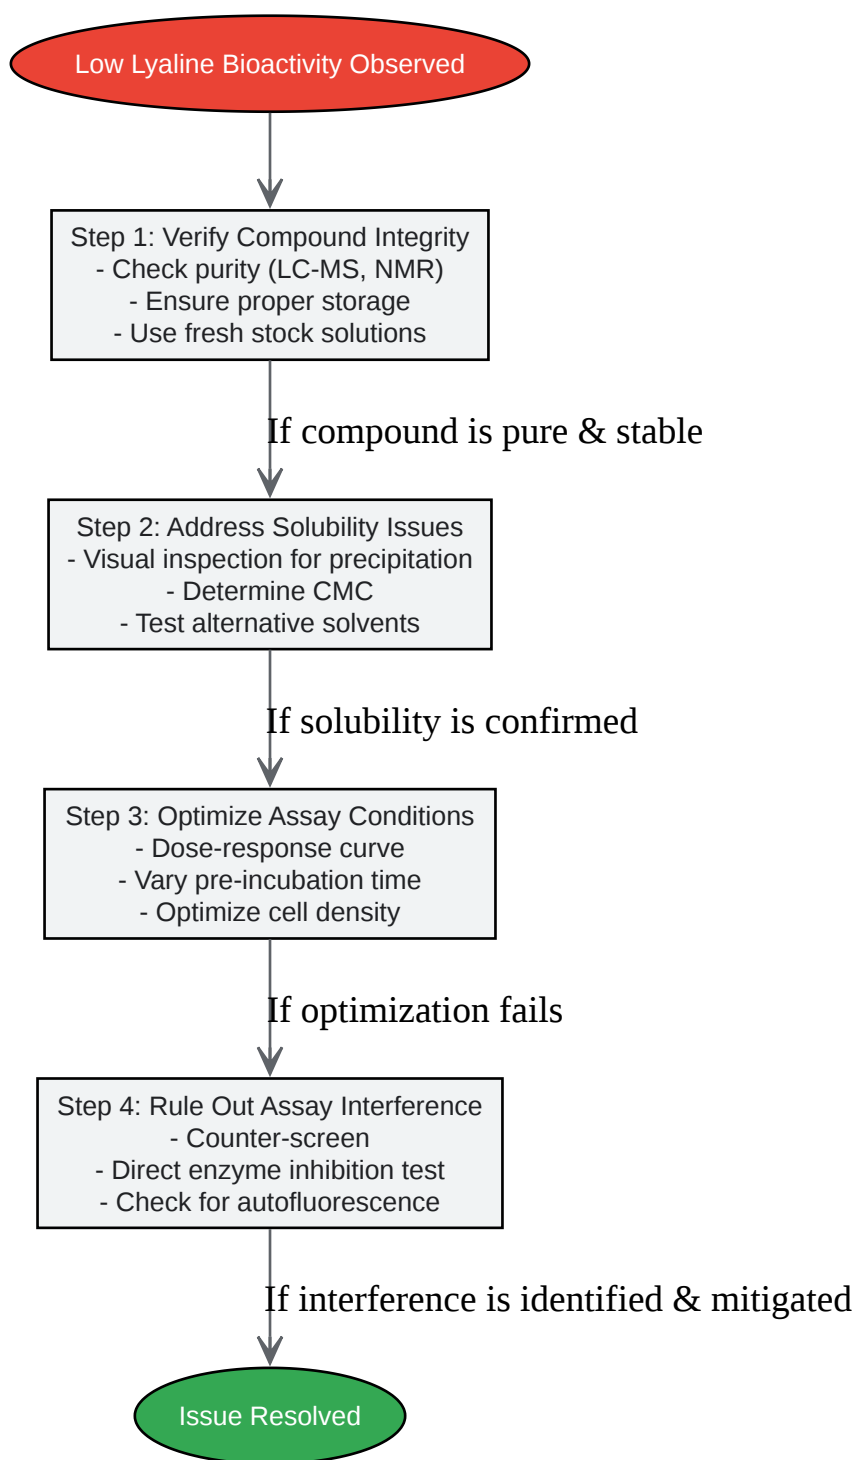 Low Lyaline Bioactivity Observed
Step 1: Verify Compound Integrity
- Check purity (LC-MS, NMR)
- Ensure proper storage
- Use fresh stock solutions
If compound is pure & stable
Step 2: Address Solubility Issues
- Visual inspection for precipitation
- Determine CMC
- Test alternative solvents
If solubility is confirmed
Step 3: Optimize Assay Conditions
- Dose-response curve
- Vary pre-incubation time
- Optimize cell density
If optimization fails
Step 4: Rule Out Assay Interference
- Counter-screen
- Direct enzyme inhibition test
- Check for autofluorescence
If interference is identified & mitigated
Issue Resolved